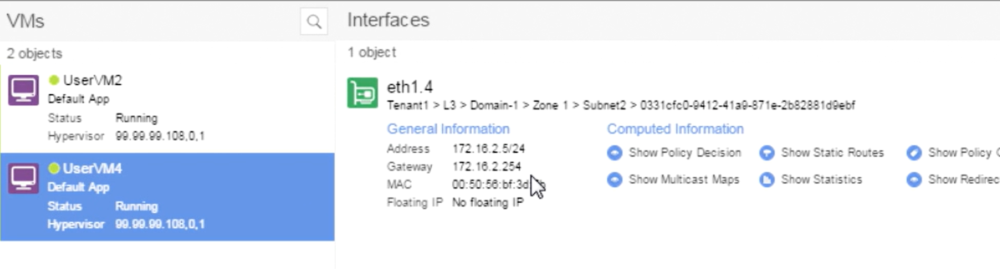 VMs
2 objects
UserVM2
Default App
Status Running
Hypervisor 99.99.99.108,0,1
UserVM4
Default App
Status Running
Hypervisor 99.99.99.108,0,1
Interfaces
1 object
eth1.4
Tenant1 > L3 > Domain-1 > Zone 1 > Subnet2 > 0331cfc0-9412-41a9-871e-2b82881d9ebf
General Information
Address 172.16.2.5/24
Gateway 172.16.2.254
MAC 00:50:56:bf:3d
Floating IP No floating IP
Computed Information
Show Policy Decision Show Static Routes Show Policy
Show Multicast Maps Show Statistics Show Redirec